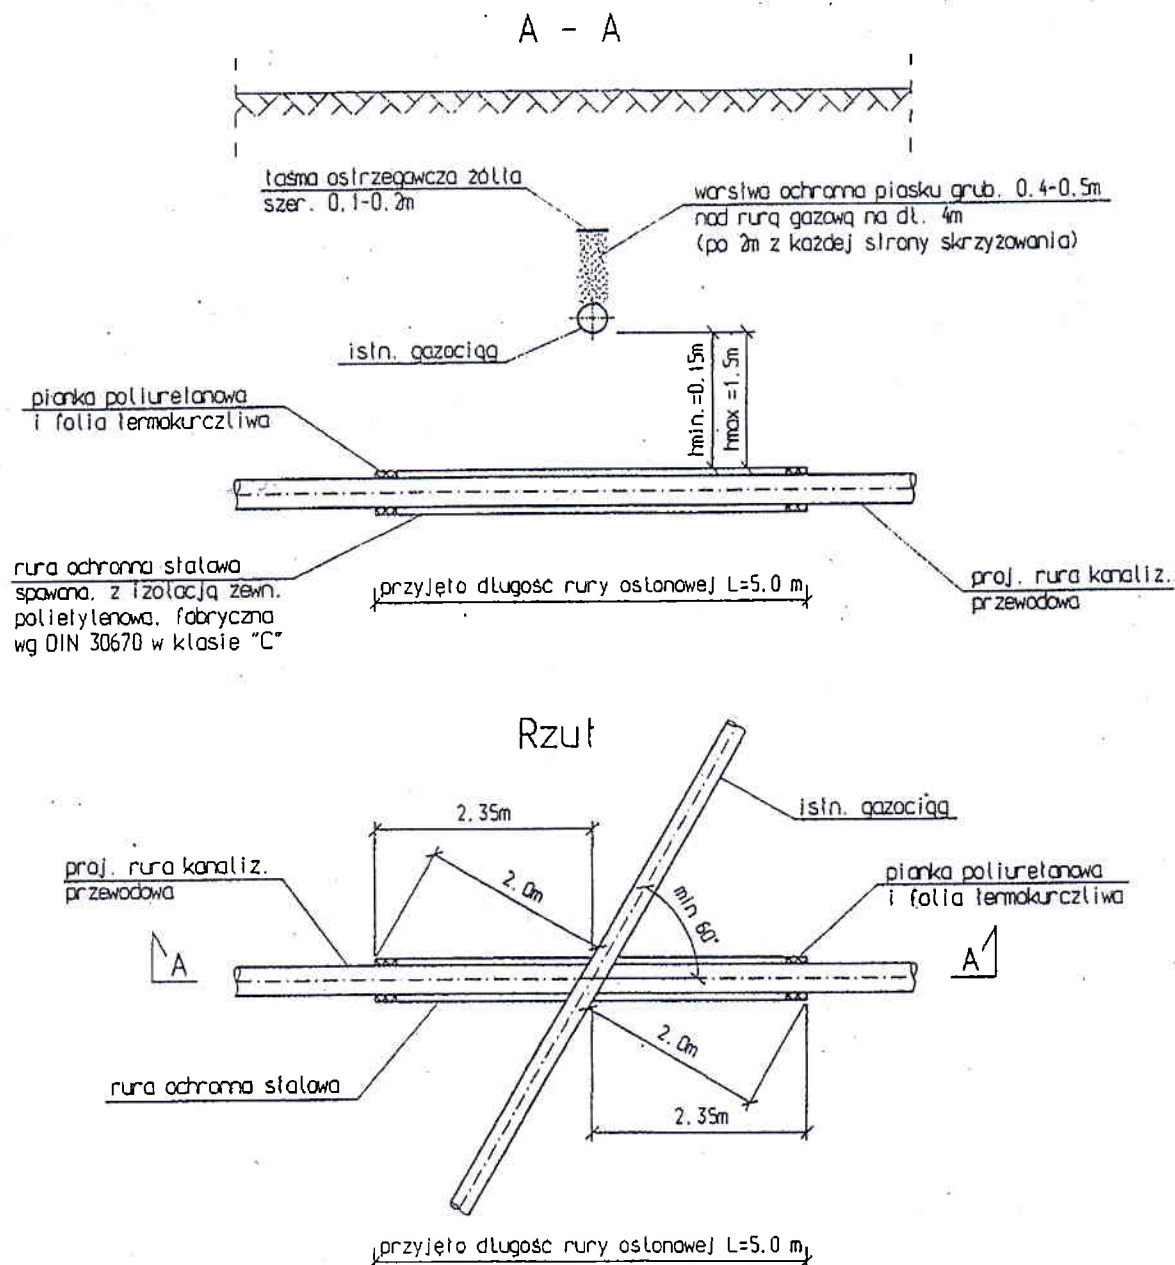 A - A
taśma ostrzegawcza żółta
szer. 0.1-0.2m
warstwa ochronna piasku grub. 0.4-0.5m
nad rurą gazową na dł. 4m
(po 2m z każdej strony skrzyżowania)
istn. gazociąg
hmin.=0.15m
hmax =1.5m
pianka poliuretanowa
i folia termokurczliwa
rura ochronna stalowa
spawana, z izolacją zewn.
polietylenową, fabryczna
wg DIN 30670 w klasie "C"
przyjęto długość rury osłonowej L=5.0 m
proj. rura kanaliz.
przewodowa
Rzut
istn. gazociąg
2.35m
proj. rura kanaliz.
przewodowa
2.0m
min 60°
pianka poliuretanowa
i folia termokurczliwa
A
A
2.0m
rura ochronna stalowa
2.35m
przyjęto długość rury osłonowej L=5.0 m